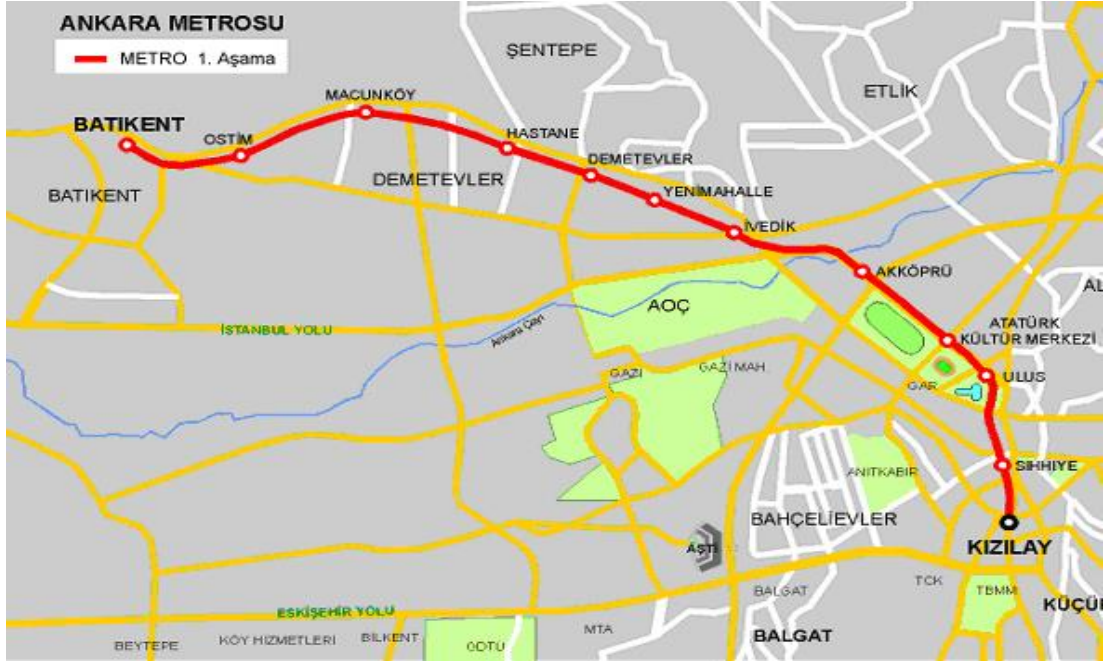 ANKARA METROSU
METRO 1. Aşama
ŞENTEPE
ETLİK
MACUNKÖY
BATIKENT
OSTİM
HASTANE
DEMETEVLER
DEMETEVLER
BATIKENT
YENİMAHALLE
İVEDİK
AKKÖPRÜ
AL
AOÇ
İSTANBUL YOLU
Ankara Çayı
ATATÜRK
KÜLTÜR MERKEZİ
GAZİ
GAZİ MAH.
GAR
ULUS
ANITKABİR
SIHHIYE
BAHÇELİEVLER
AŞTİ
KIZILAY
TCK
BALGAT
TBMM
KÜÇÜ
ESKİŞEHİR YOLU
BEYTEPE
KÖY HIZMETLERİ
BİLKENT
ODTÜ
MTA
BALGAT